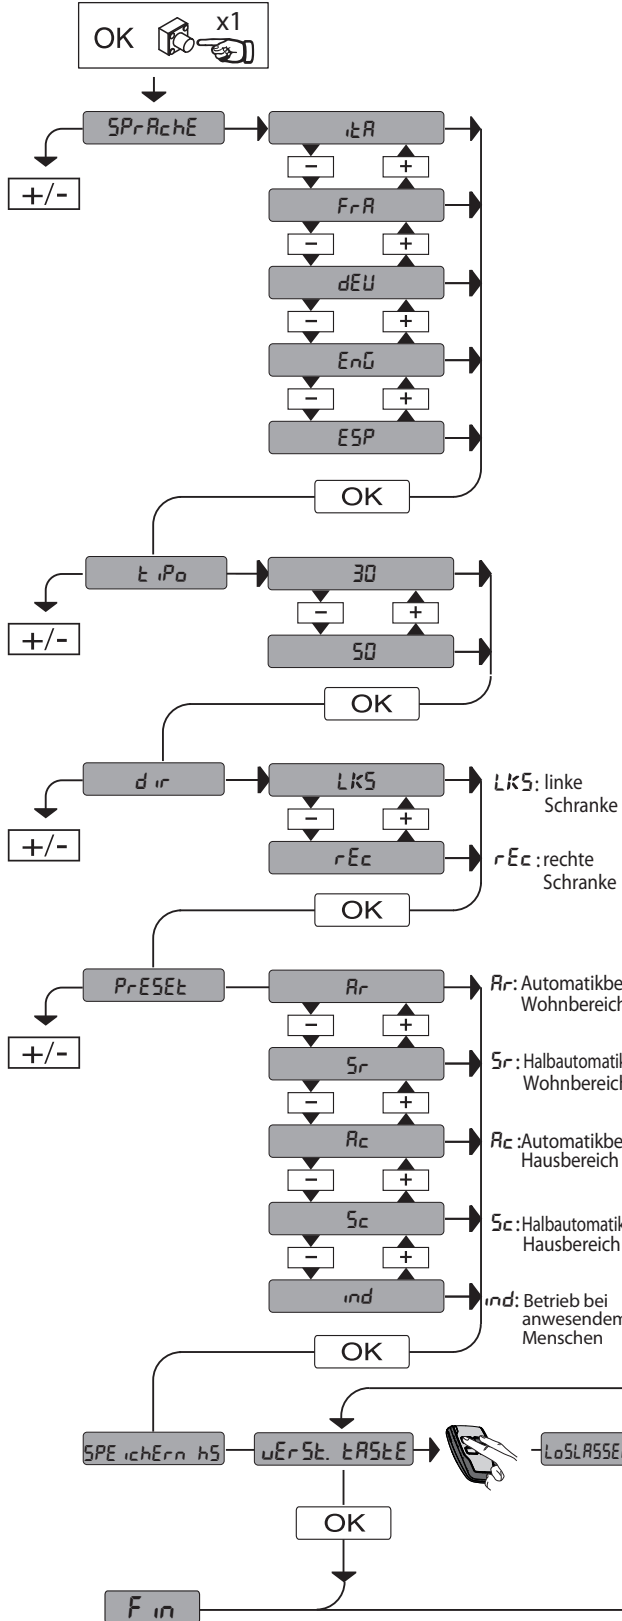 OK x1
SPrAchE
itA
+/-
- +
FrA
- +
dEU
- +
EnG
- +
ESP
OK
tiPo
30
+/-
- +
50
OK
dir
LKS
LKS: linke
Schranke
+/-
- +
rEc
rEc: rechte
Schranke
OK
PrESEt
Ar
Ar: Automatikbe
Wohnbereich
+/-
- +
Sr
Sr: Halbautomatik
Wohnbereich
- +
Ac
Ac: Automatikbe
Hausbereich
- +
Sc
Sc: Halbautomatik
Hausbereich
- +
ind
ind: Betrieb bei
anwesendem
Menschen
OK
SPEichErn hS
vErSt. tAStE
LoSLASSE
OK
Fin